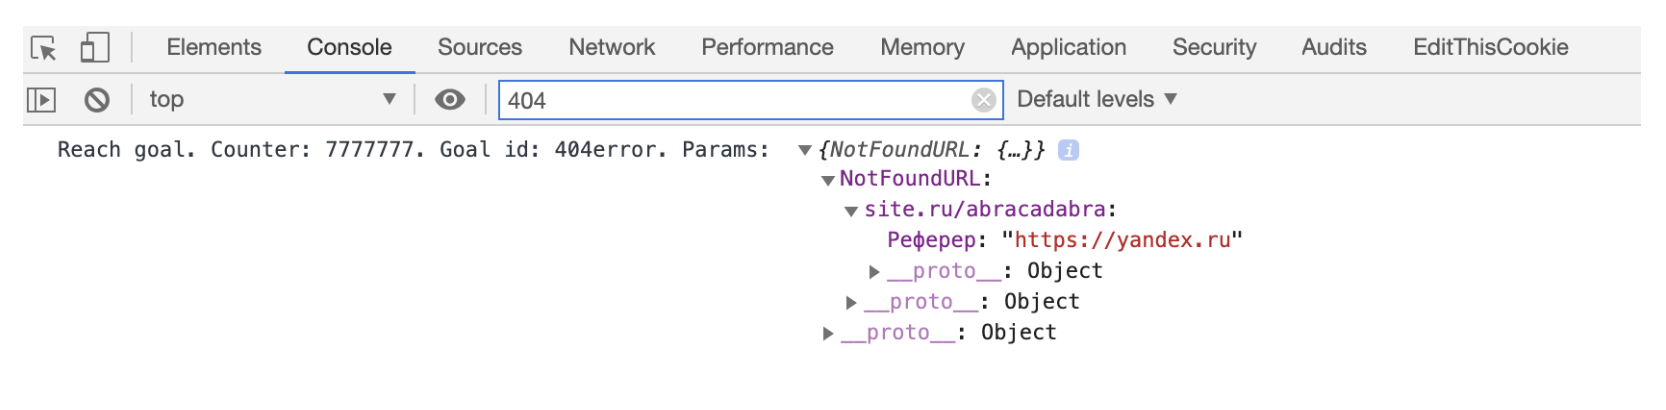 Elements Console Sources Network Performance Memory Application Security Audits EditThisCookie
top 404 Default levels
Reach goal. Counter: 7777777. Goal id: 404error. Params: {NotFoundURL: {…}} i
NotFoundURL:
site.ru/abracadabra:
Реферер: "https://yandex.ru"
__proto__: Object
__proto__: Object
__proto__: Object